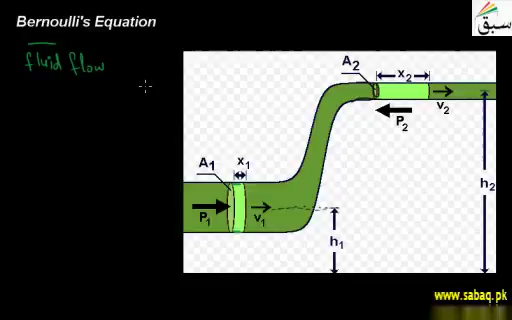 Bernoulli's Equation
سبق
fluid flow
A₂
x₂
v₂
P₂
A₁
x₁
h₂
P₁
v₁
h₁
www.sabaq.pk